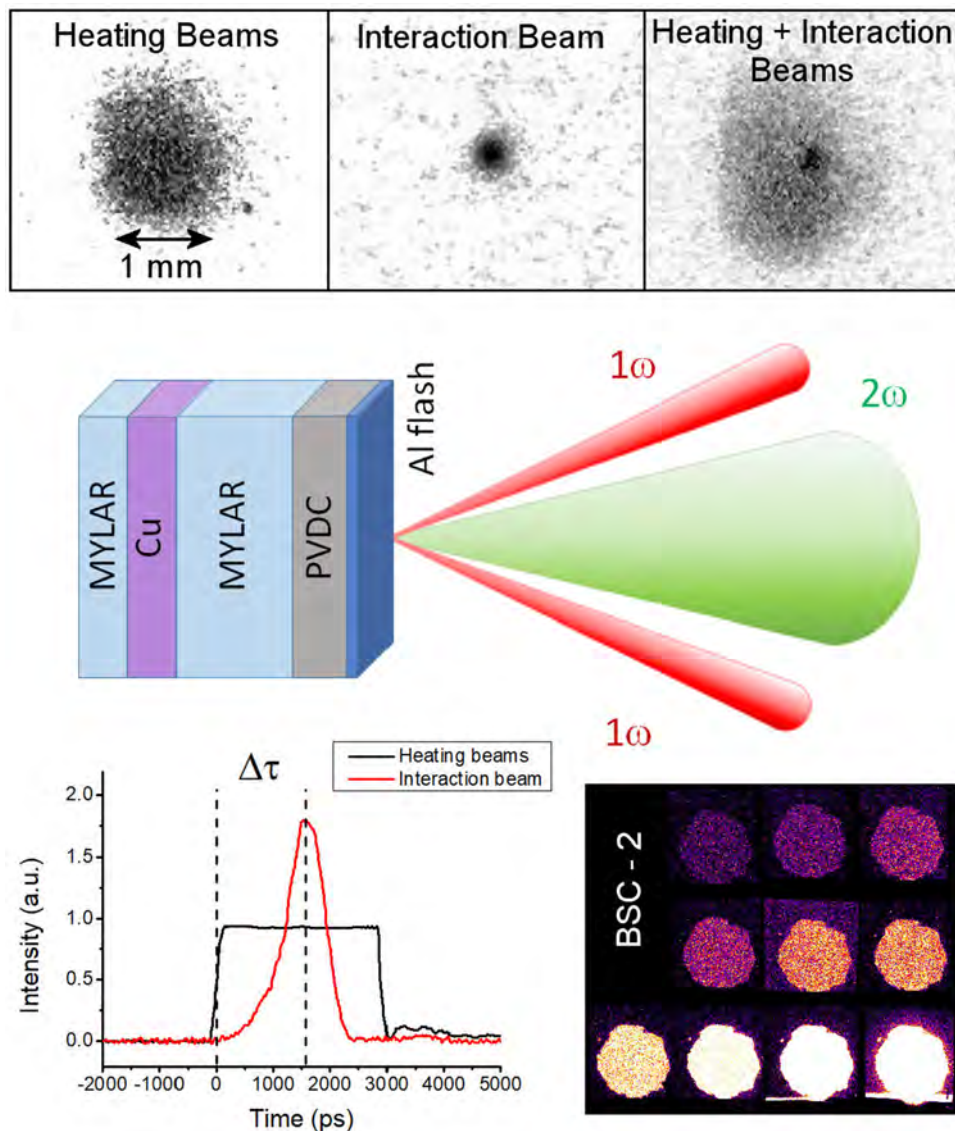 Heating Beams
Interaction Beam
Heating + Interaction
Beams
1 mm
MYLAR
Cu
MYLAR
PVDC
Al flash
1ω
2ω
1ω
Δτ
Heating beams
Interaction beam
2.0
1.5
1.0
0.5
0.0
Intensity (a.u.)
-2000 -1000 0 1000 2000 3000 4000 5000
Time (ps)
BSC - 2